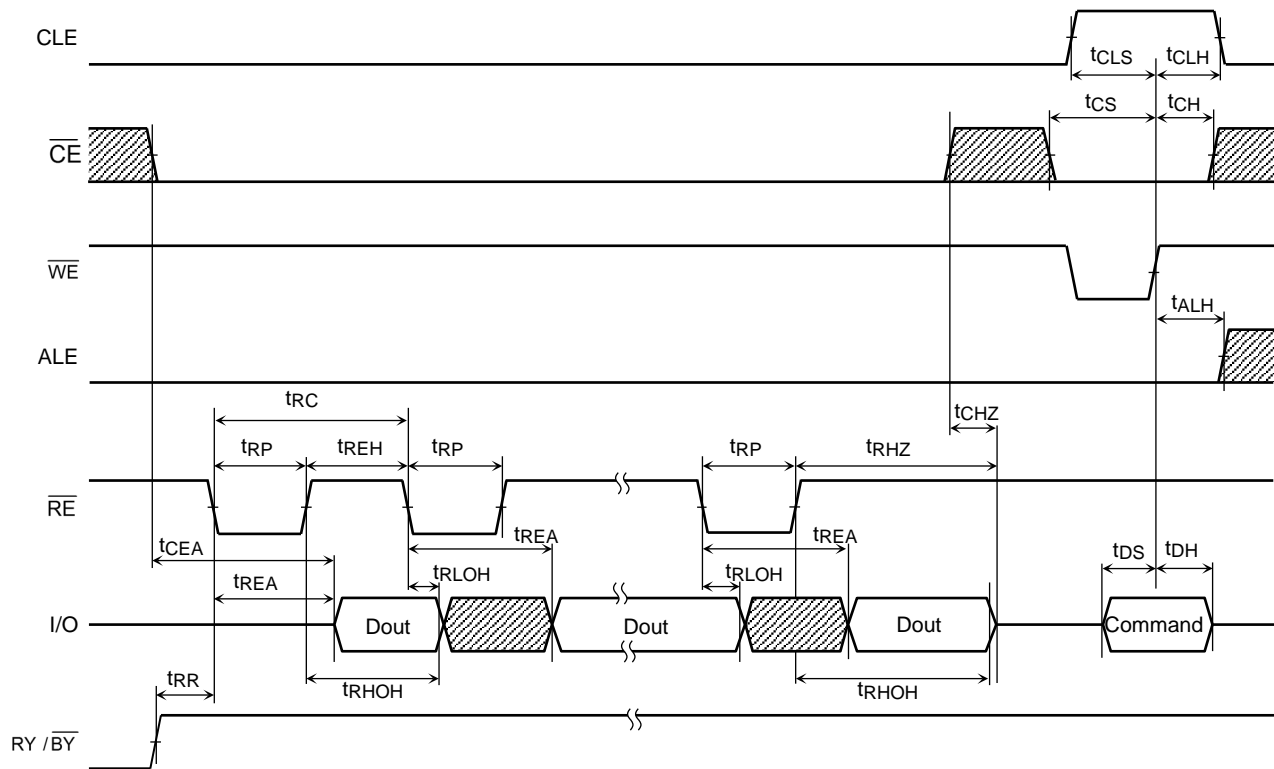 CLE
tCLS
tCLH
tCS
tCH
CE
WE
tALH
ALE
tRC
tCHZ
tRP
tREH
tRP
tRP
tRHZ
RE
tCEA
tREA
tREA
tDS
tDH
tREA
tRLOH
tRLOH
I/O
Dout
Dout
Dout
Command
tRR
tRHOH
tRHOH
RY / BY